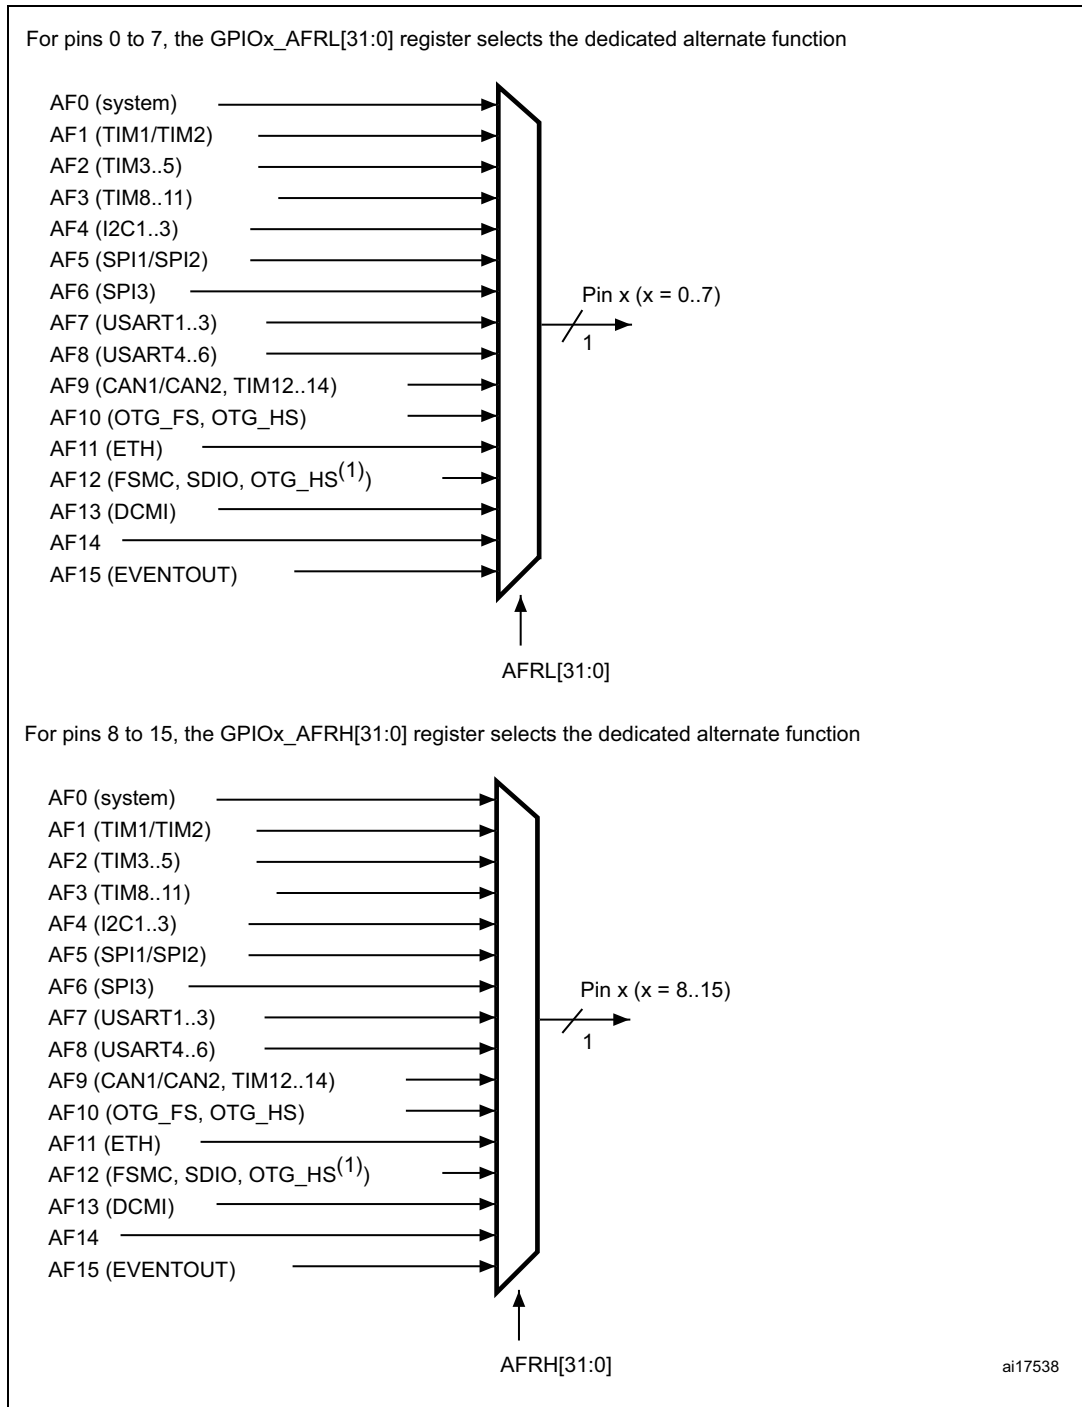 For pins 0 to 7, the GPIOx_AFRL[31:0] register selects the dedicated alternate function
AF0 (system)
AF1 (TIM1/TIM2)
AF2 (TIM3..5)
AF3 (TIM8..11)
AF4 (I2C1..3)
AF5 (SPI1/SPI2)
AF6 (SPI3)
AF7 (USART1..3)
AF8 (USART4..6)
AF9 (CAN1/CAN2, TIM12..14)
AF10 (OTG_FS, OTG_HS)
AF11 (ETH)
AF12 (FSMC, SDIO, OTG_HS(1))
AF13 (DCMI)
AF14
AF15 (EVENTOUT)
Pin x (x = 0..7)
1
AFRL[31:0]
For pins 8 to 15, the GPIOx_AFRH[31:0] register selects the dedicated alternate function
AF0 (system)
AF1 (TIM1/TIM2)
AF2 (TIM3..5)
AF3 (TIM8..11)
AF4 (I2C1..3)
AF5 (SPI1/SPI2)
AF6 (SPI3)
AF7 (USART1..3)
AF8 (USART4..6)
AF9 (CAN1/CAN2, TIM12..14)
AF10 (OTG_FS, OTG_HS)
AF11 (ETH)
AF12 (FSMC, SDIO, OTG_HS(1))
AF13 (DCMI)
AF14
AF15 (EVENTOUT)
Pin x (x = 8..15)
1
AFRH[31:0]
ai17538